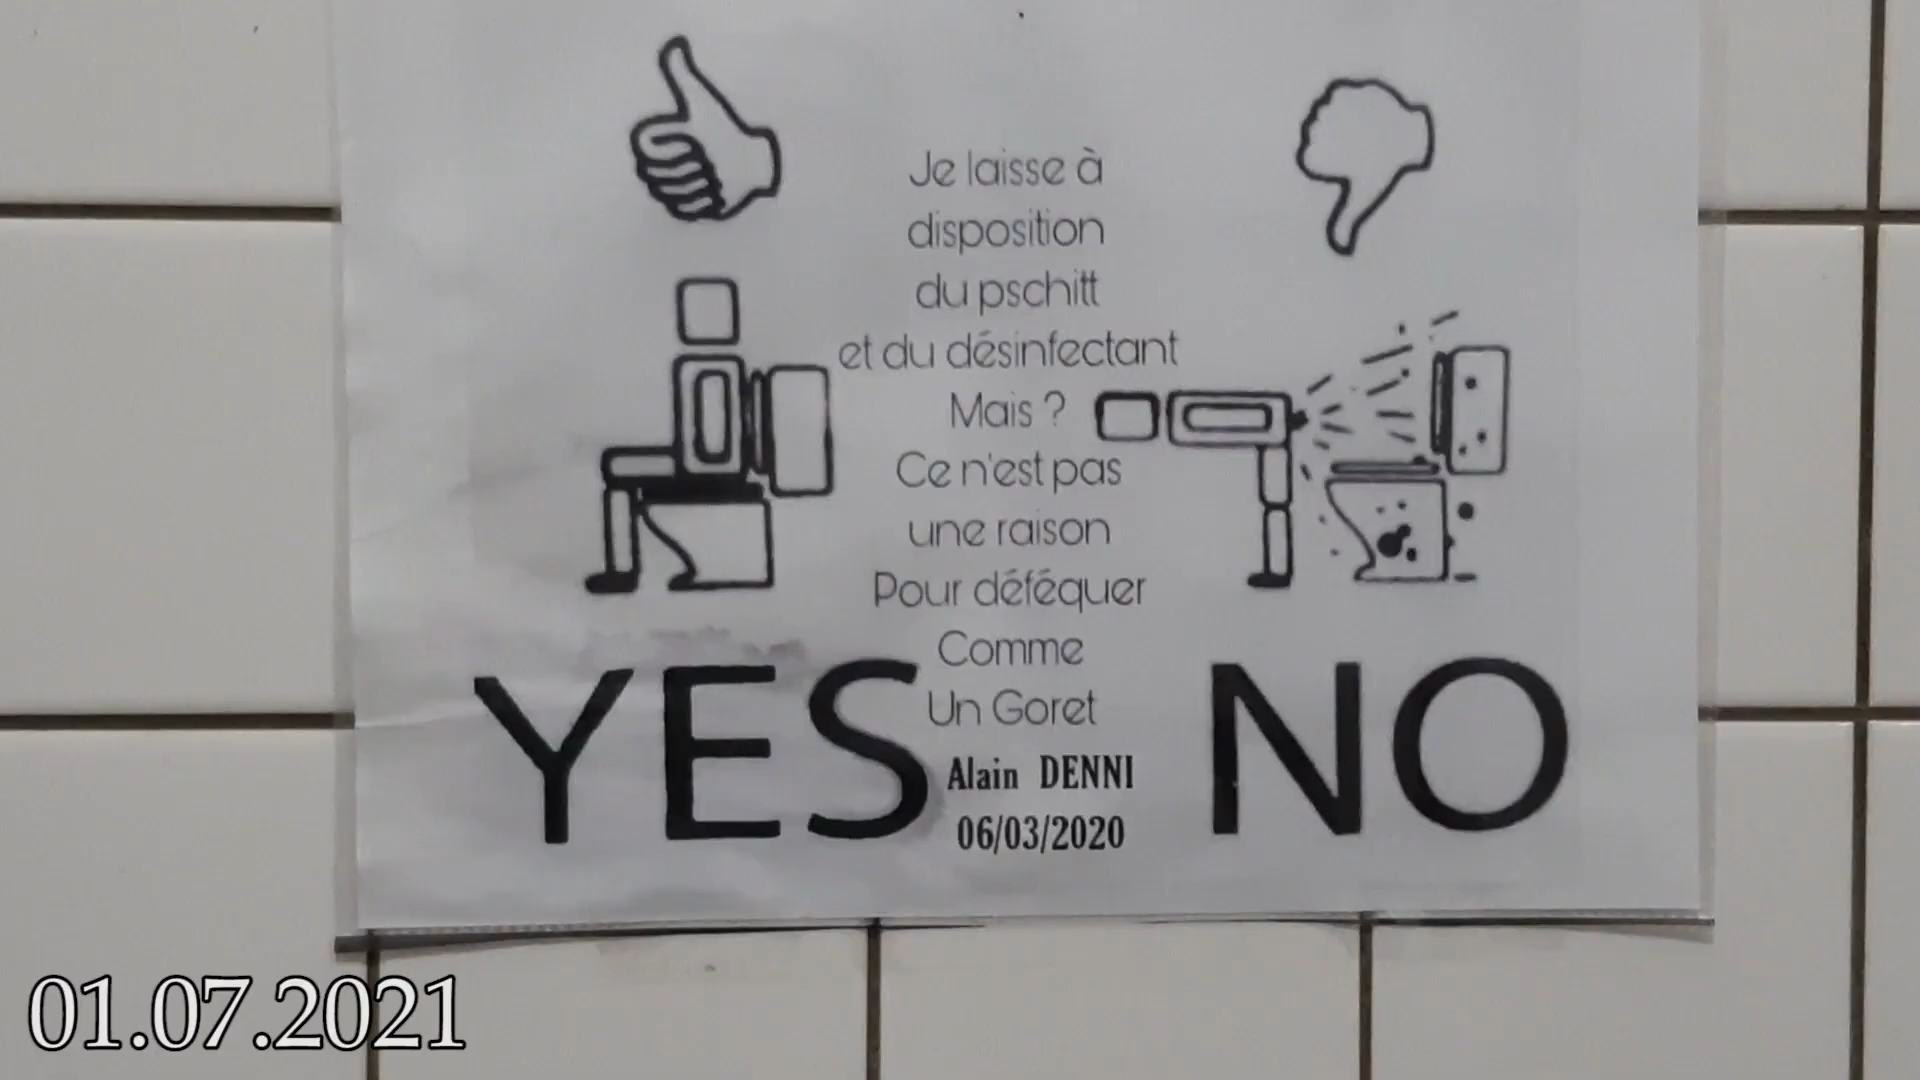 Je laisse à
disposition
du pschitt
et du désinfectant
Mais ?
Ce n'est pas
une raison
Pour déféquer
Comme
Un Goret
YES
NO
Alain DENNI
06/03/2020
01.07.2021